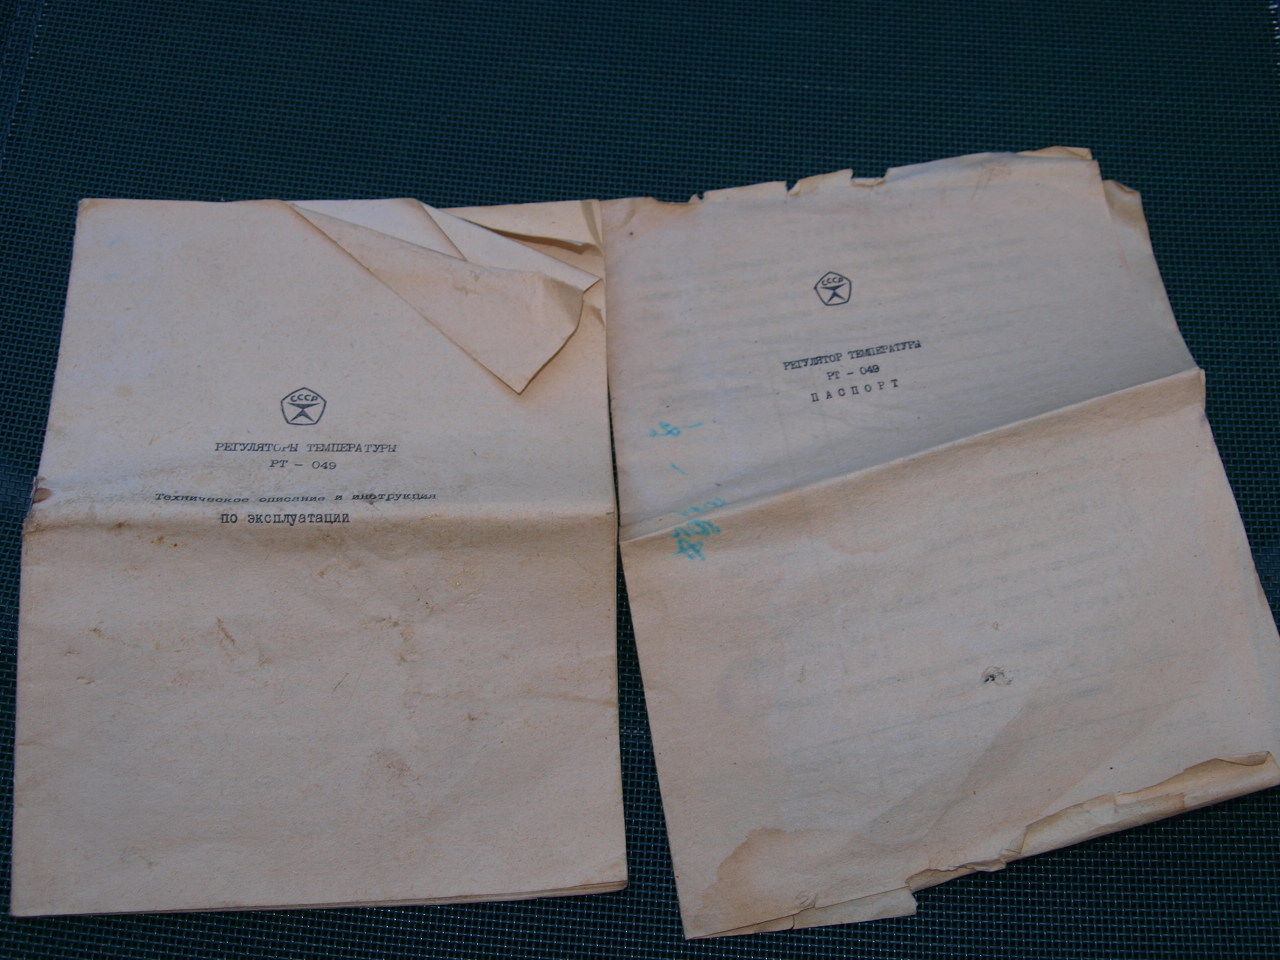 СССР
РЕГУЛЯТОРЫ ТЕМПЕРАТУРЫ
РТ - 049
Техническое описание и инструкция
по эксплуатации
СССР
РЕГУЛЯТОР ТЕМПЕРАТУРЫ
РТ - 049
ПАСПОРТ